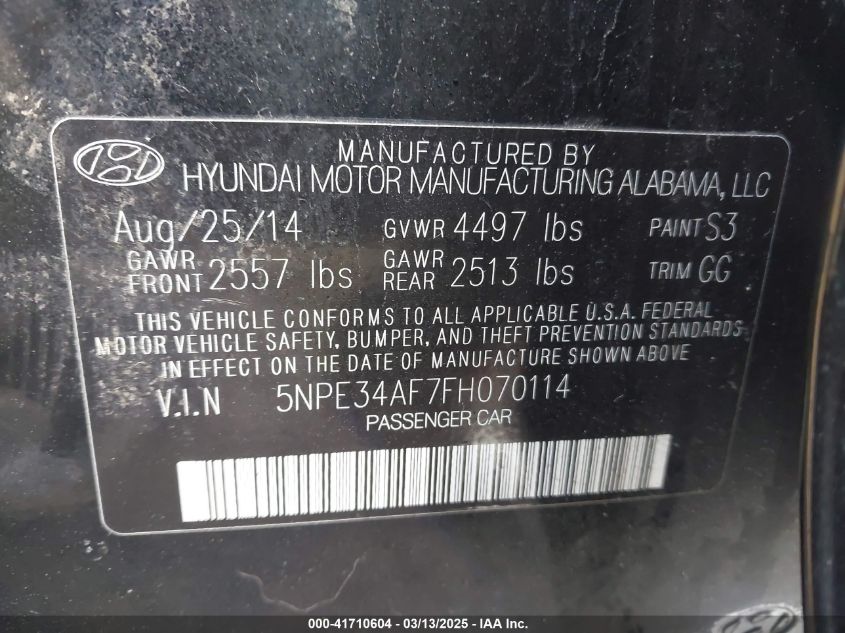 MANUFACTURED BY
HYUNDAI MOTOR MANUFACTURING ALABAMA, LLC
Aug/25/14 GVWR 4497 lbs PAINT S3
GAWR FRONT 2557 lbs GAWR REAR 2513 lbs TRIM GG
THIS VEHICLE CONFORMS TO ALL APPLICABLE U.S.A. FEDERAL
MOTOR VEHICLE SAFETY, BUMPER, AND THEFT PREVENTION STANDARDS
IN EFFECT ON THE DATE OF MANUFACTURE SHOWN ABOVE
V.I.N 5NPE34AF7FH070114
PASSENGER CAR
000-41710604 - 03/13/2025 - IAA Inc.